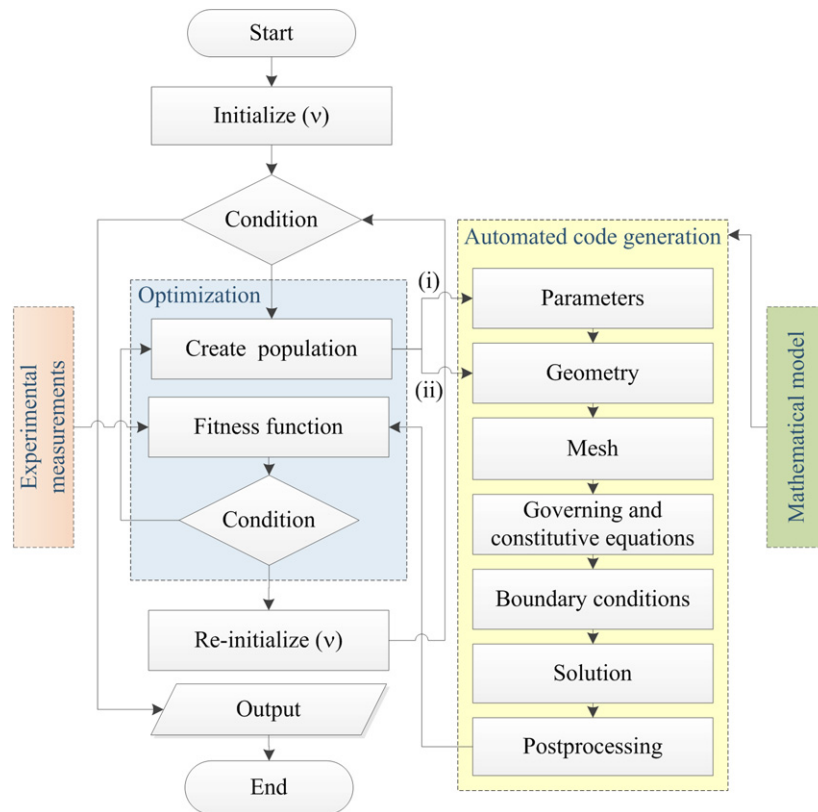 Start
Initialize (ν)
Condition
Optimization
Create population
Fitness function
Condition
Re-initialize (ν)
Output
End
Experimental
measurements
(i)
(ii)
Automated code generation
Parameters
Geometry
Mesh
Governing and
constitutive equations
Boundary conditions
Solution
Postprocessing
Mathematical model